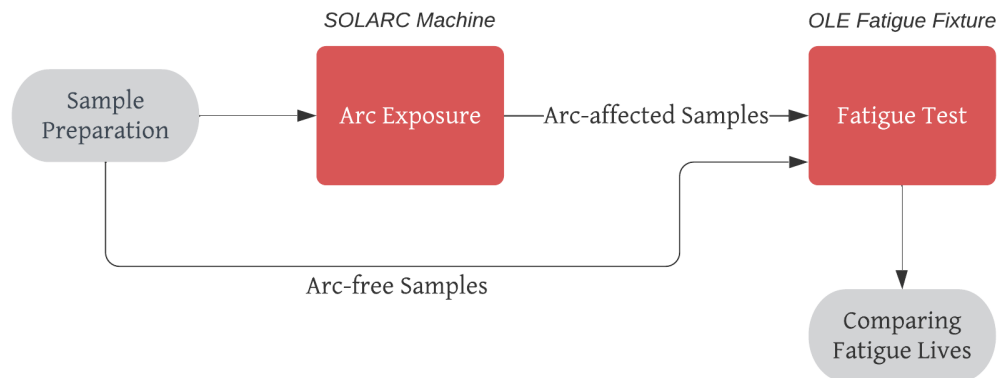 SOLARC Machine
OLE Fatigue Fixture
Sample
Preparation
Arc Exposure
Arc-affected Samples
Fatigue Test
Arc-free Samples
Comparing
Fatigue Lives